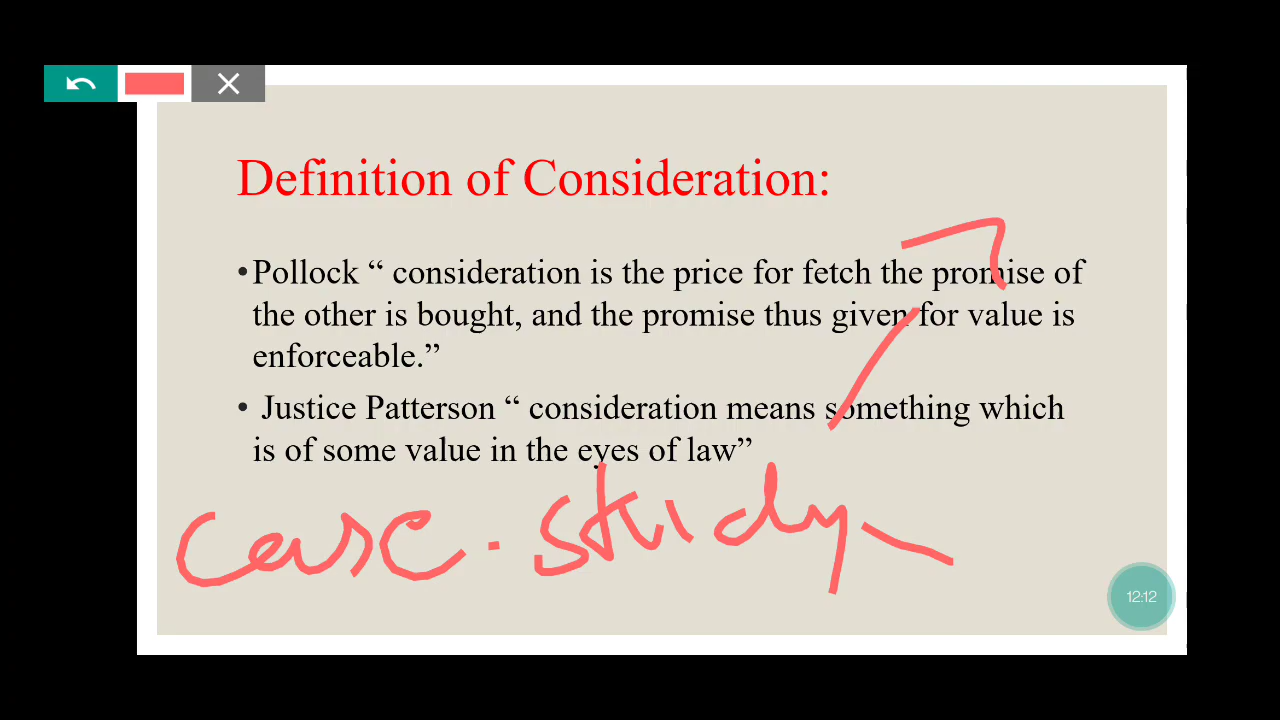 Definition of Consideration:
•Pollock “ consideration is the price for fetch the promise of
the other is bought, and the promise thus given for value is
enforceable.”
• Justice Patterson “ consideration means something which
is of some value in the eyes of law”
case. study
12:12